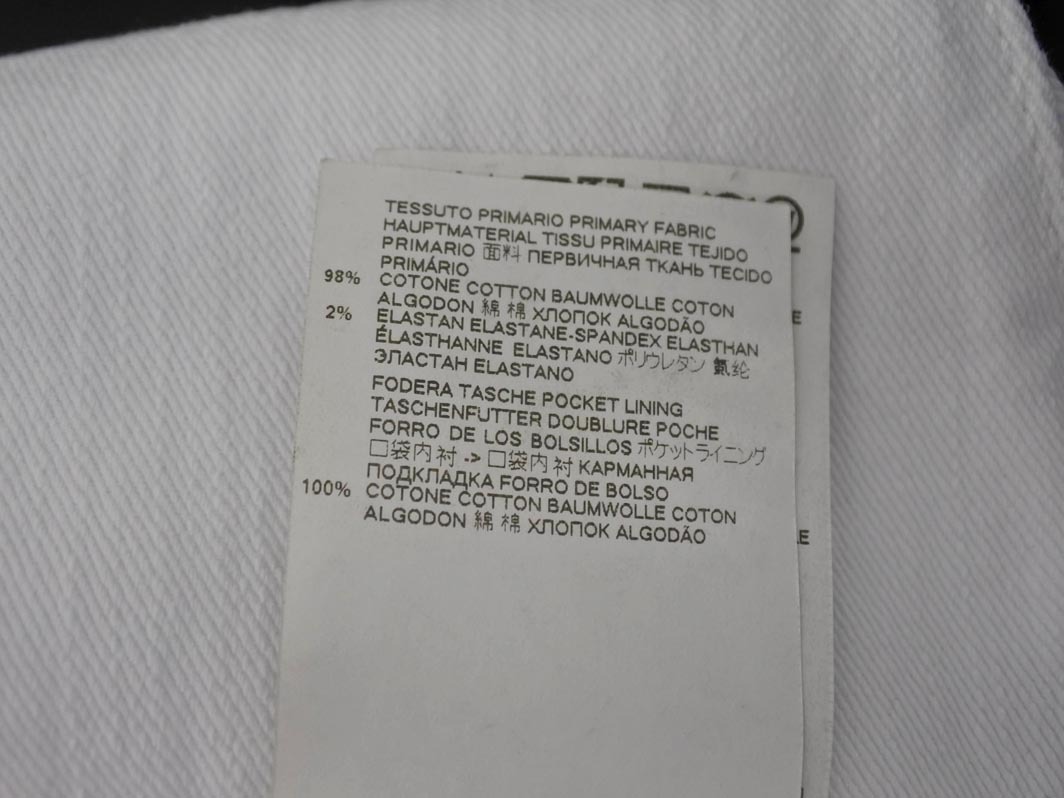 TESSUTO PRIMARIO PRIMARY FABRIC
HAUPTMATERIAL TISSU PRIMAIRE TEJIDO
PRIMARIO 面料 ПЕРВИЧНАЯ ТКАНЬ TECIDO
PRIMÁRIO
98% COTONE COTTON BAUMWOLLE COTON
ALGODON 綿 棉 ХЛОПОК ALGODÃO
2% ELASTAN ELASTANE-SPANDEX ELASTHAN
ÉLASTHANNE ELASTANO ポリウレタン 氨纶
ЭЛАСТАН ELASTANO
FODERA TASCHE POCKET LINING
TASCHENFUTTER DOUBLURE POCHE
FORRO DE LOS BOLSILLOS ポケットライニング
口袋内衬 -> 口袋内衬 КАРМАННАЯ
ПОДКЛАДКА FORRO DE BOLSO
100% COTONE COTTON BAUMWOLLE COTON
ALGODON 綿 棉 ХЛОПОК ALGODÃO